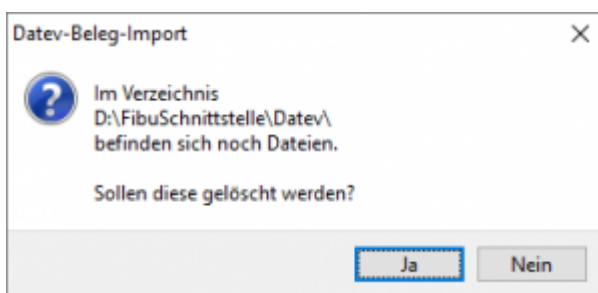 Datev-Beleg-Import
Im Verzeichnis
D:\FibuSchnittstelle\Datev\
befinden sich noch Dateien.
Sollen diese gelöscht werden?
Ja
Nein